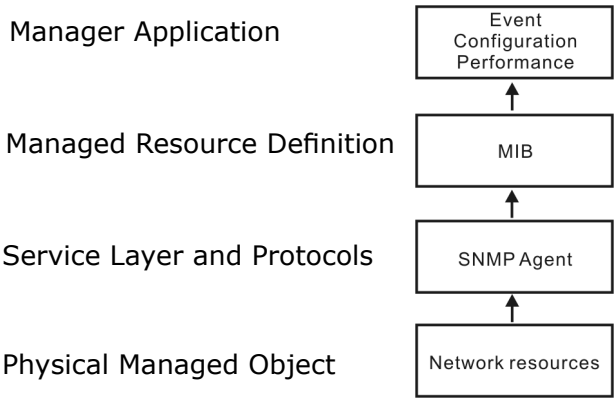 Manager Application
Event
Configuration
Performance
Managed Resource Definition
MIB
Service Layer and Protocols
SNMP Agent
Physical Managed Object
Network resources